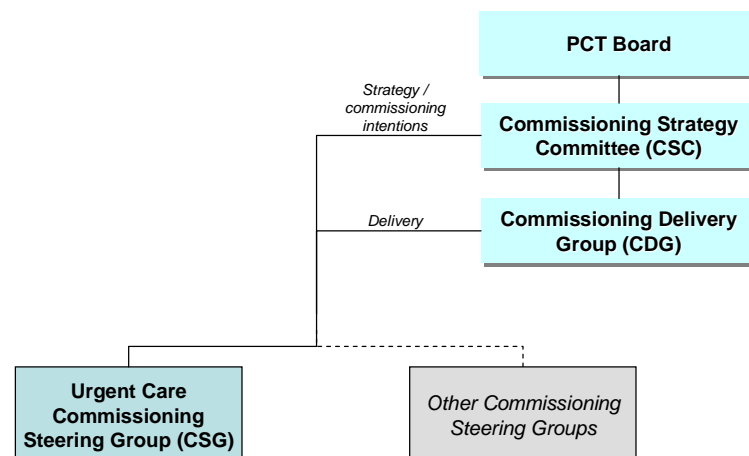 PCT Board
Strategy /
commissioning
intentions
Commissioning Strategy
Committee (CSC)
Delivery
Commissioning Delivery
Group (CDG)
Urgent Care
Commissioning
Steering Group (CSG)
Other Commissioning
Steering Groups